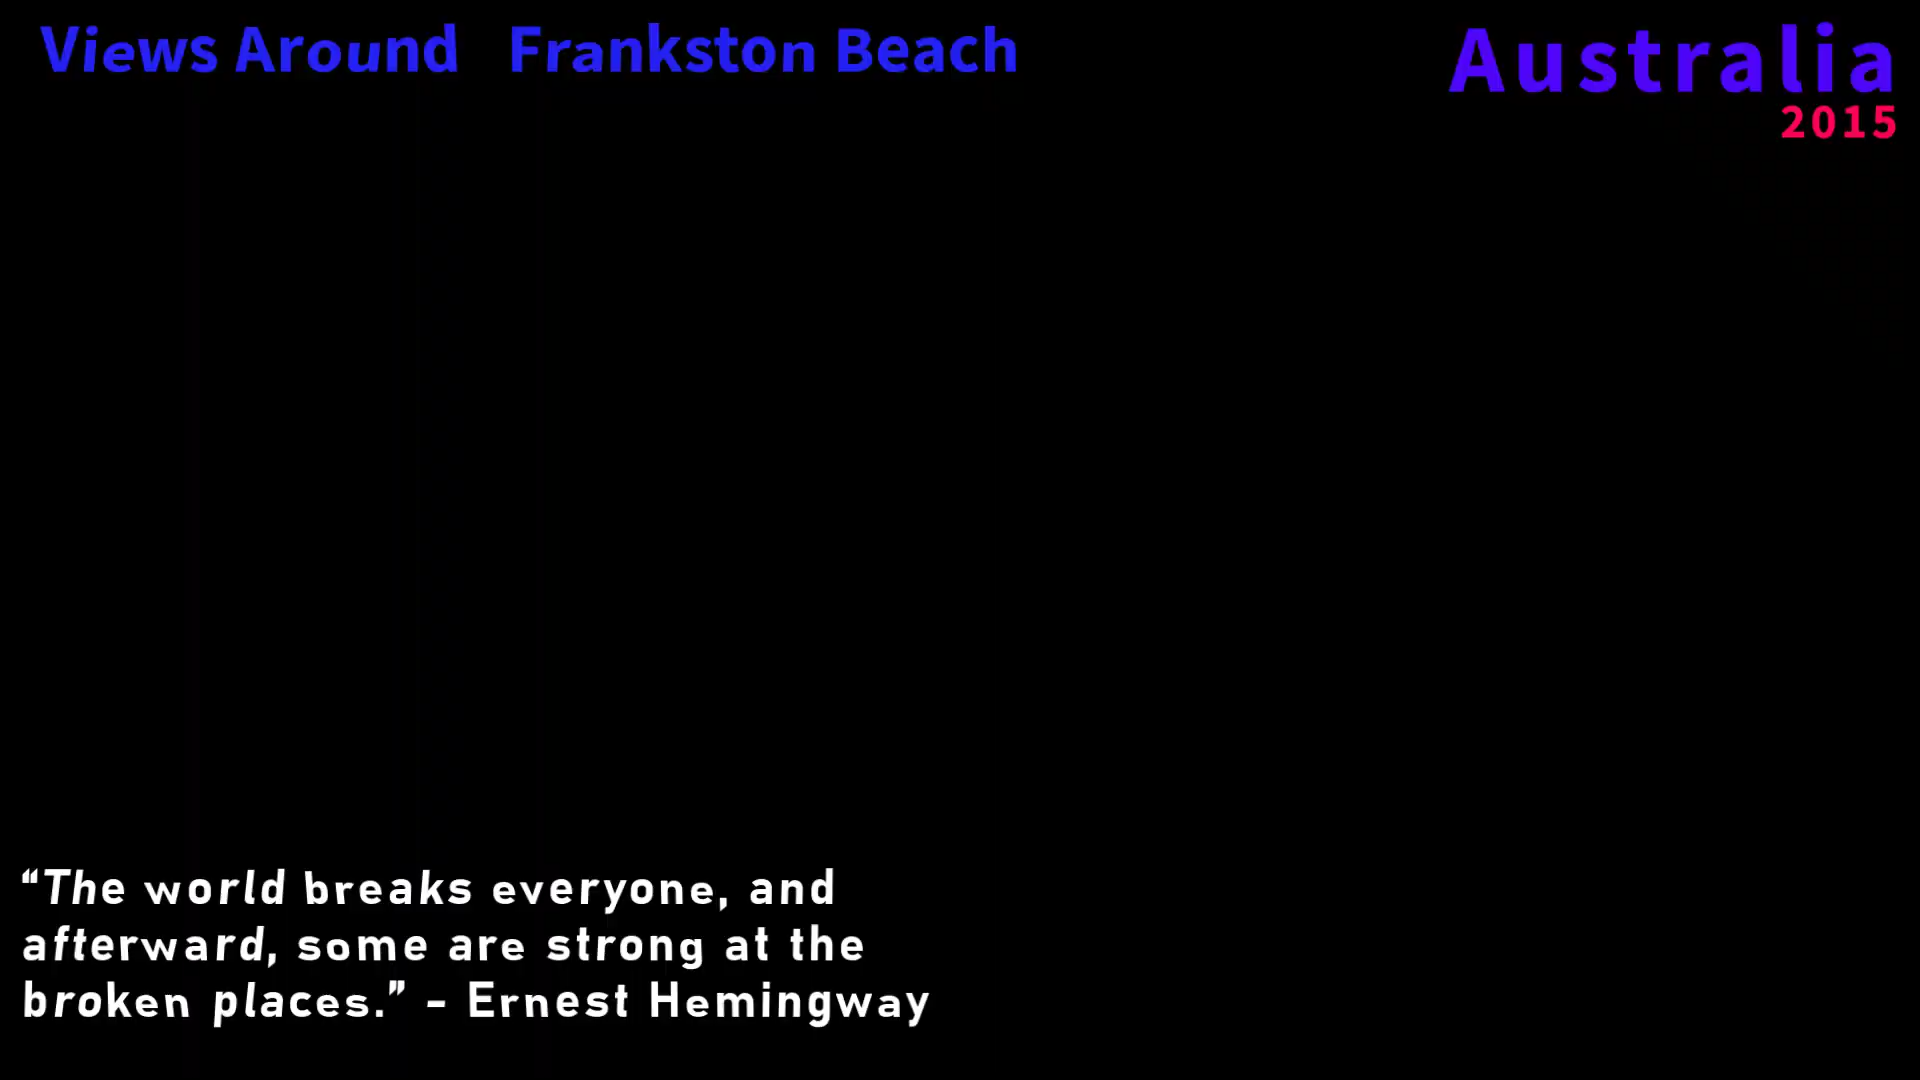 Views Around Frankston Beach
Australia
2015
“The world breaks everyone, and
afterward, some are strong at the
broken places.” - Ernest Hemingway